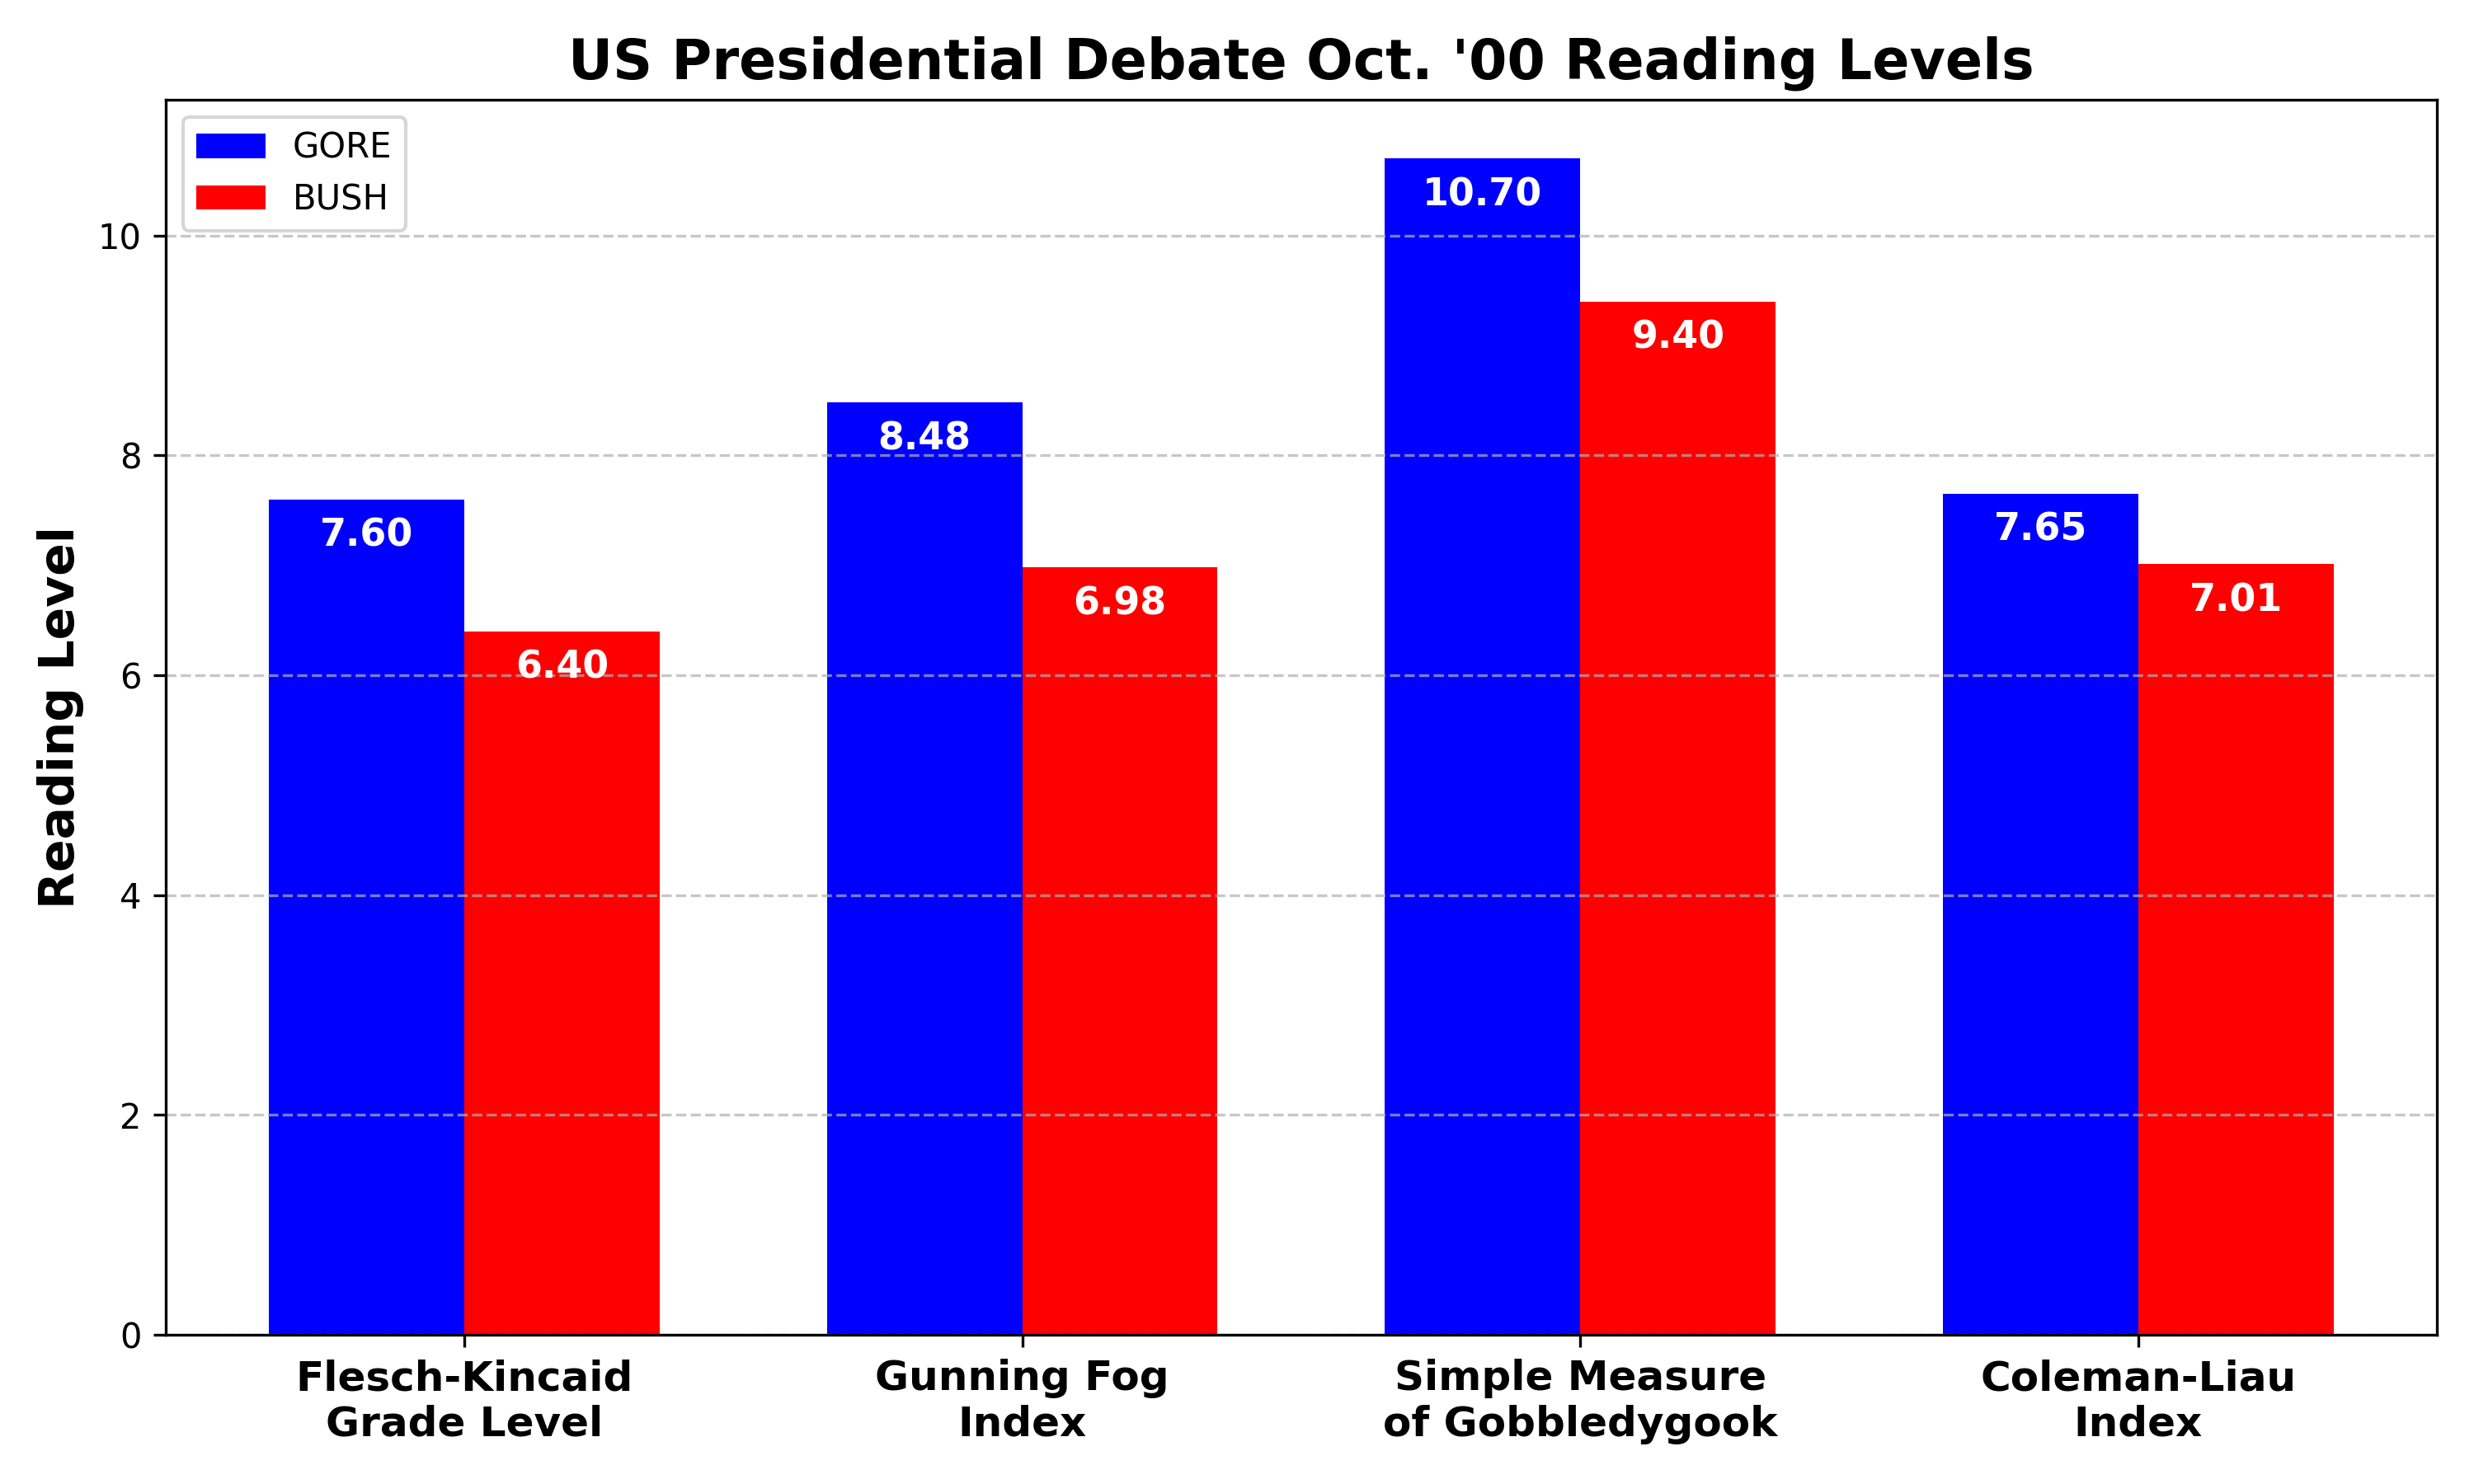 US Presidential Debate Oct. '00 Reading Levels
GORE
BUSH
Reading Level
10
8
6
4
2
0
7.60
6.40
8.48
6.98
10.70
9.40
7.65
7.01
Flesch-Kincaid
Grade Level
Gunning Fog
Index
Simple Measure
of Gobbledygook
Coleman-Liau
Index